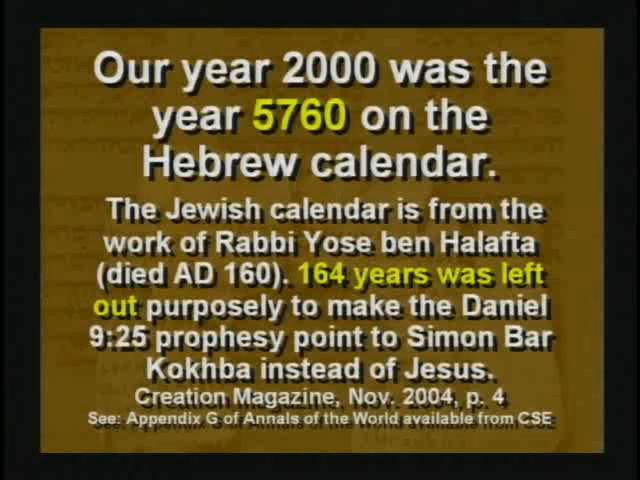 Our year 2000 was the
year 5760 on the
Hebrew calendar.
The Jewish calendar is from the
work of Rabbi Yose ben Halafta
(died AD 160). 164 years was left
out purposely to make the Daniel
9:25 prophesy point to Simon Bar
Kokhba instead of Jesus.
Creation Magazine, Nov. 2004, p. 4
See: Appendix G of Annals of the World available from CSE